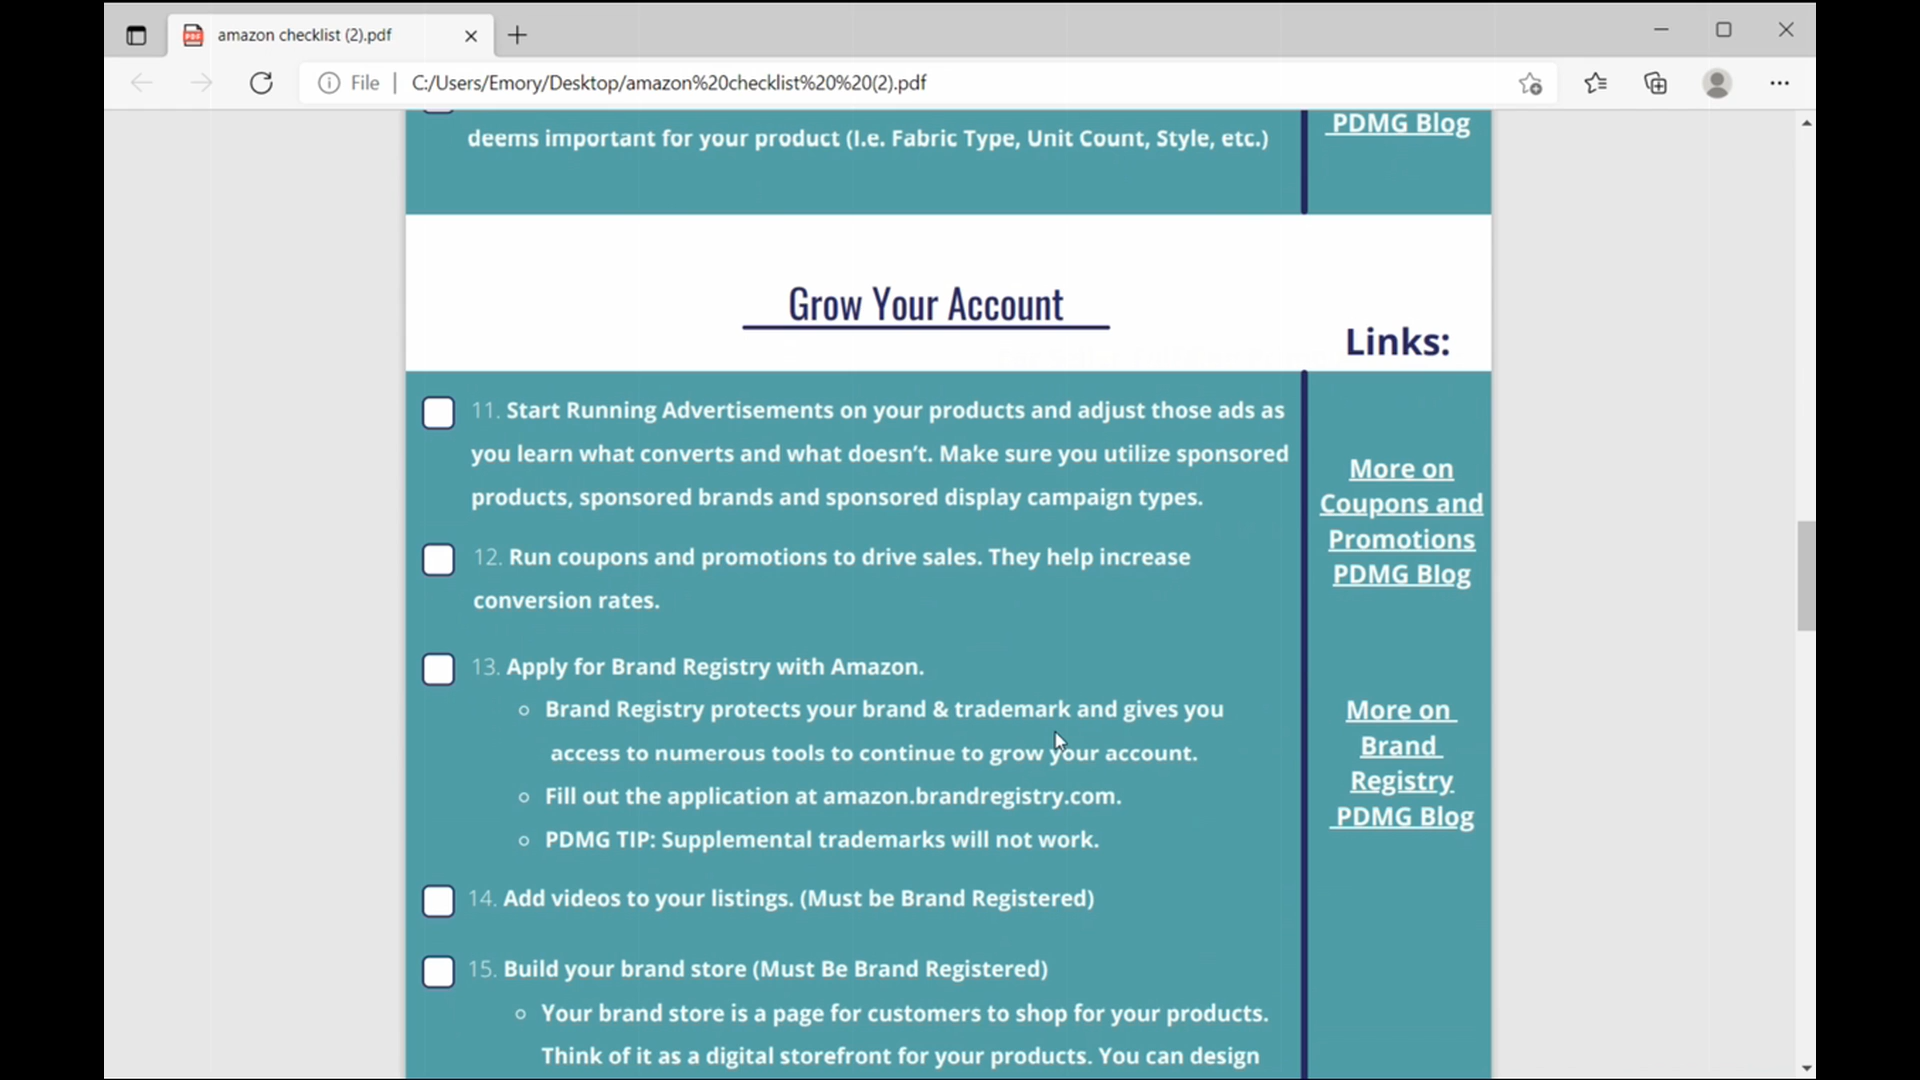 amazon checklist (2).pdf
File
C:/Users/Emory/Desktop/amazon%20checklist%20%20(2).pdf
deems important for your product (I.e. Fabric Type, Unit Count, Style, etc.)
PDMG Blog
Grow Your Account
Links:
11. Start Running Advertisements on your products and adjust those ads as
you learn what converts and what doesn’t. Make sure you utilize sponsored
products, sponsored brands and sponsored display campaign types.
12. Run coupons and promotions to drive sales. They help increase
conversion rates.
More on
Coupons and
Promotions
PDMG Blog
13. Apply for Brand Registry with Amazon.
Brand Registry protects your brand & trademark and gives you
access to numerous tools to continue to grow your account.
Fill out the application at amazon.brandregistry.com.
PDMG TIP: Supplemental trademarks will not work.
More on
Brand
Registry
PDMG Blog
14. Add videos to your listings. (Must be Brand Registered)
15. Build your brand store (Must Be Brand Registered)
Your brand store is a page for customers to shop for your products.
Think of it as a digital storefront for your products. You can design